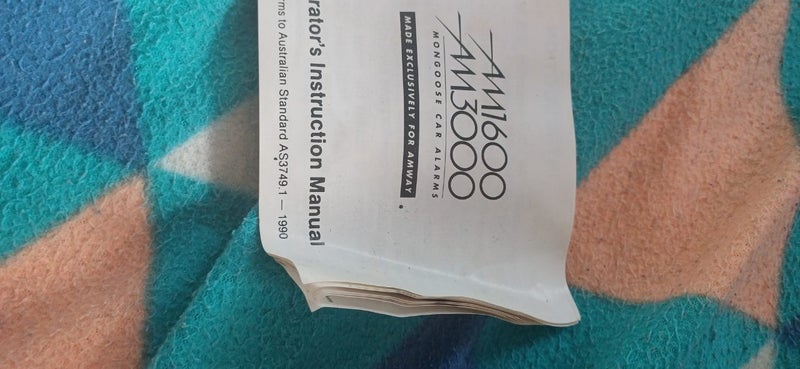 AM1600
AM3000
MONGOOSE CAR ALARMS
MADE EXCLUSIVELY FOR AMWAY
rator's Instruction Manual
rms to Australian Standard AS3749.1 — 1990